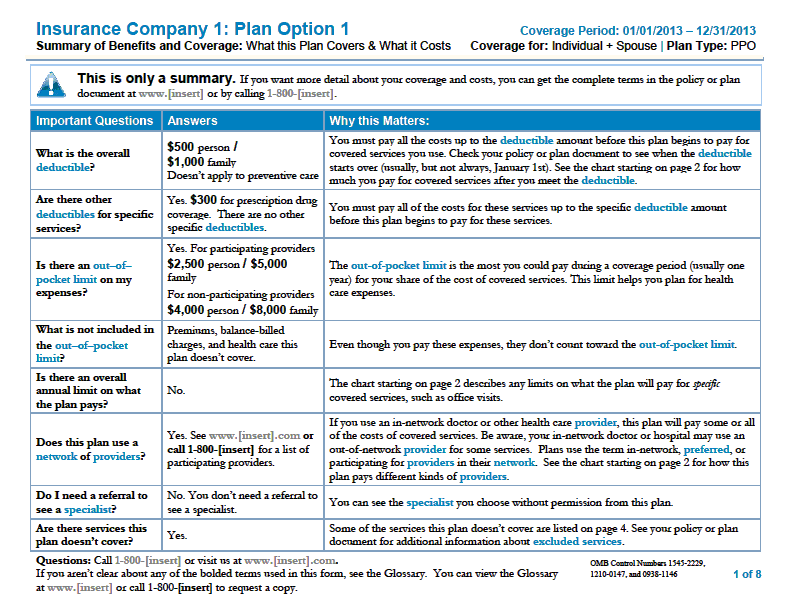 Insurance Company 1: Plan Option 1
Coverage Period: 01/01/2013 – 12/31/2013
Summary of Benefits and Coverage: What this Plan Covers & What it Costs
Coverage for: Individual + Spouse | Plan Type: PPO
This is only a summary. If you want more detail about your coverage and costs, you can get the complete terms in the policy or plan
document at www.[insert] or by calling 1-800-[insert].
Important Questions
Answers
Why this Matters:
What is the overall
deductible?
$500 person /
$1,000 family
Doesn't apply to preventive care
You must pay all the costs up to the deductible amount before this plan begins to pay for
covered services you use. Check your policy or plan document to see when the deductible
starts over (usually, but not always, January 1st). See the chart starting on page 2 for how
much you pay for covered services after you meet the deductible.
Are there other
deductibles for specific
services?
Yes. $300 for prescription drug
coverage. There are no other
specific deductibles.
You must pay all of the costs for these services up to the specific deductible amount
before this plan begins to pay for these services.
Is there an out–of–
pocket limit on my
expenses?
Yes. For participating providers
$2,500 person / $5,000
family
For non-participating providers
$4,000 person / $8,000 family
The out-of-pocket limit is the most you could pay during a coverage period (usually one
year) for your share of the cost of covered services. This limit helps you plan for health
care expenses.
What is not included in
the out–of–pocket
limit?
Premiums, balance-billed
charges, and health care this
plan doesn't cover.
Even though you pay these expenses, they don't count toward the out-of-pocket limit.
Is there an overall
annual limit on what
the plan pays?
No.
The chart starting on page 2 describes any limits on what the plan will pay for specific
covered services, such as office visits.
Does this plan use a
network of providers?
Yes. See www.[insert].com or
call 1-800-[insert] for a list of
participating providers.
If you use an in-network doctor or other health care provider, this plan will pay some or all
of the costs of covered services. Be aware, your in-network doctor or hospital may use an
out-of-network provider for some services. Plans use the term in-network, preferred, or
participating for providers in their network. See the chart starting on page 2 for how this
plan pays different kinds of providers.
Do I need a referral to
see a specialist?
No. You don't need a referral to
see a specialist.
You can see the specialist you choose without permission from this plan.
Are there services this
plan doesn't cover?
Yes.
Some of the services this plan doesn't cover are listed on page 4. See your policy or plan
document for additional information about excluded services.
Questions: Call 1-800-[insert] or visit us at www.[insert].com.
If you aren't clear about any of the bolded terms used in this form, see the Glossary. You can view the Glossary
at www.[insert] or call 1-800-[insert] to request a copy.
OMB Control Numbers 1545-2229,
1210-0147, and 0938-1146
1 of 8